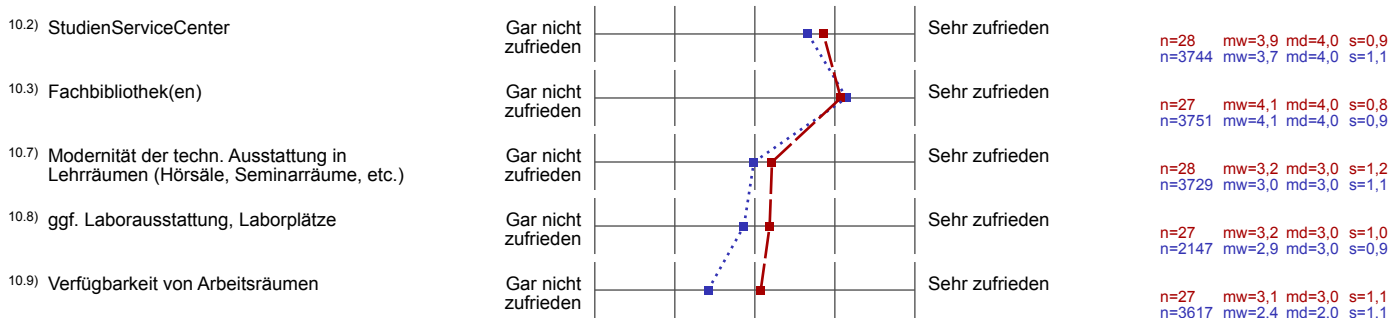 10.2) StudienServiceCenter
Gar nicht
zufrieden
Sehr zufrieden
n=28 mw=3,9 md=4,0 s=0,9
n=3744 mw=3,7 md=4,0 s=1,1
10.3) Fachbibliothek(en)
Gar nicht
zufrieden
Sehr zufrieden
n=27 mw=4,1 md=4,0 s=0,8
n=3751 mw=4,1 md=4,0 s=0,9
10.7) Modernität der techn. Ausstattung in
Lehrräumen (Hörsäle, Seminarräume, etc.)
Gar nicht
zufrieden
Sehr zufrieden
n=28 mw=3,2 md=3,0 s=1,2
n=3729 mw=3,0 md=3,0 s=1,1
10.8) ggf. Laborausstattung, Laborplätze
Gar nicht
zufrieden
Sehr zufrieden
n=27 mw=3,2 md=3,0 s=1,0
n=2147 mw=2,9 md=3,0 s=0,9
10.9) Verfügbarkeit von Arbeitsräumen
Gar nicht
zufrieden
Sehr zufrieden
n=27 mw=3,1 md=3,0 s=1,1
n=3617 mw=2,4 md=2,0 s=1,1